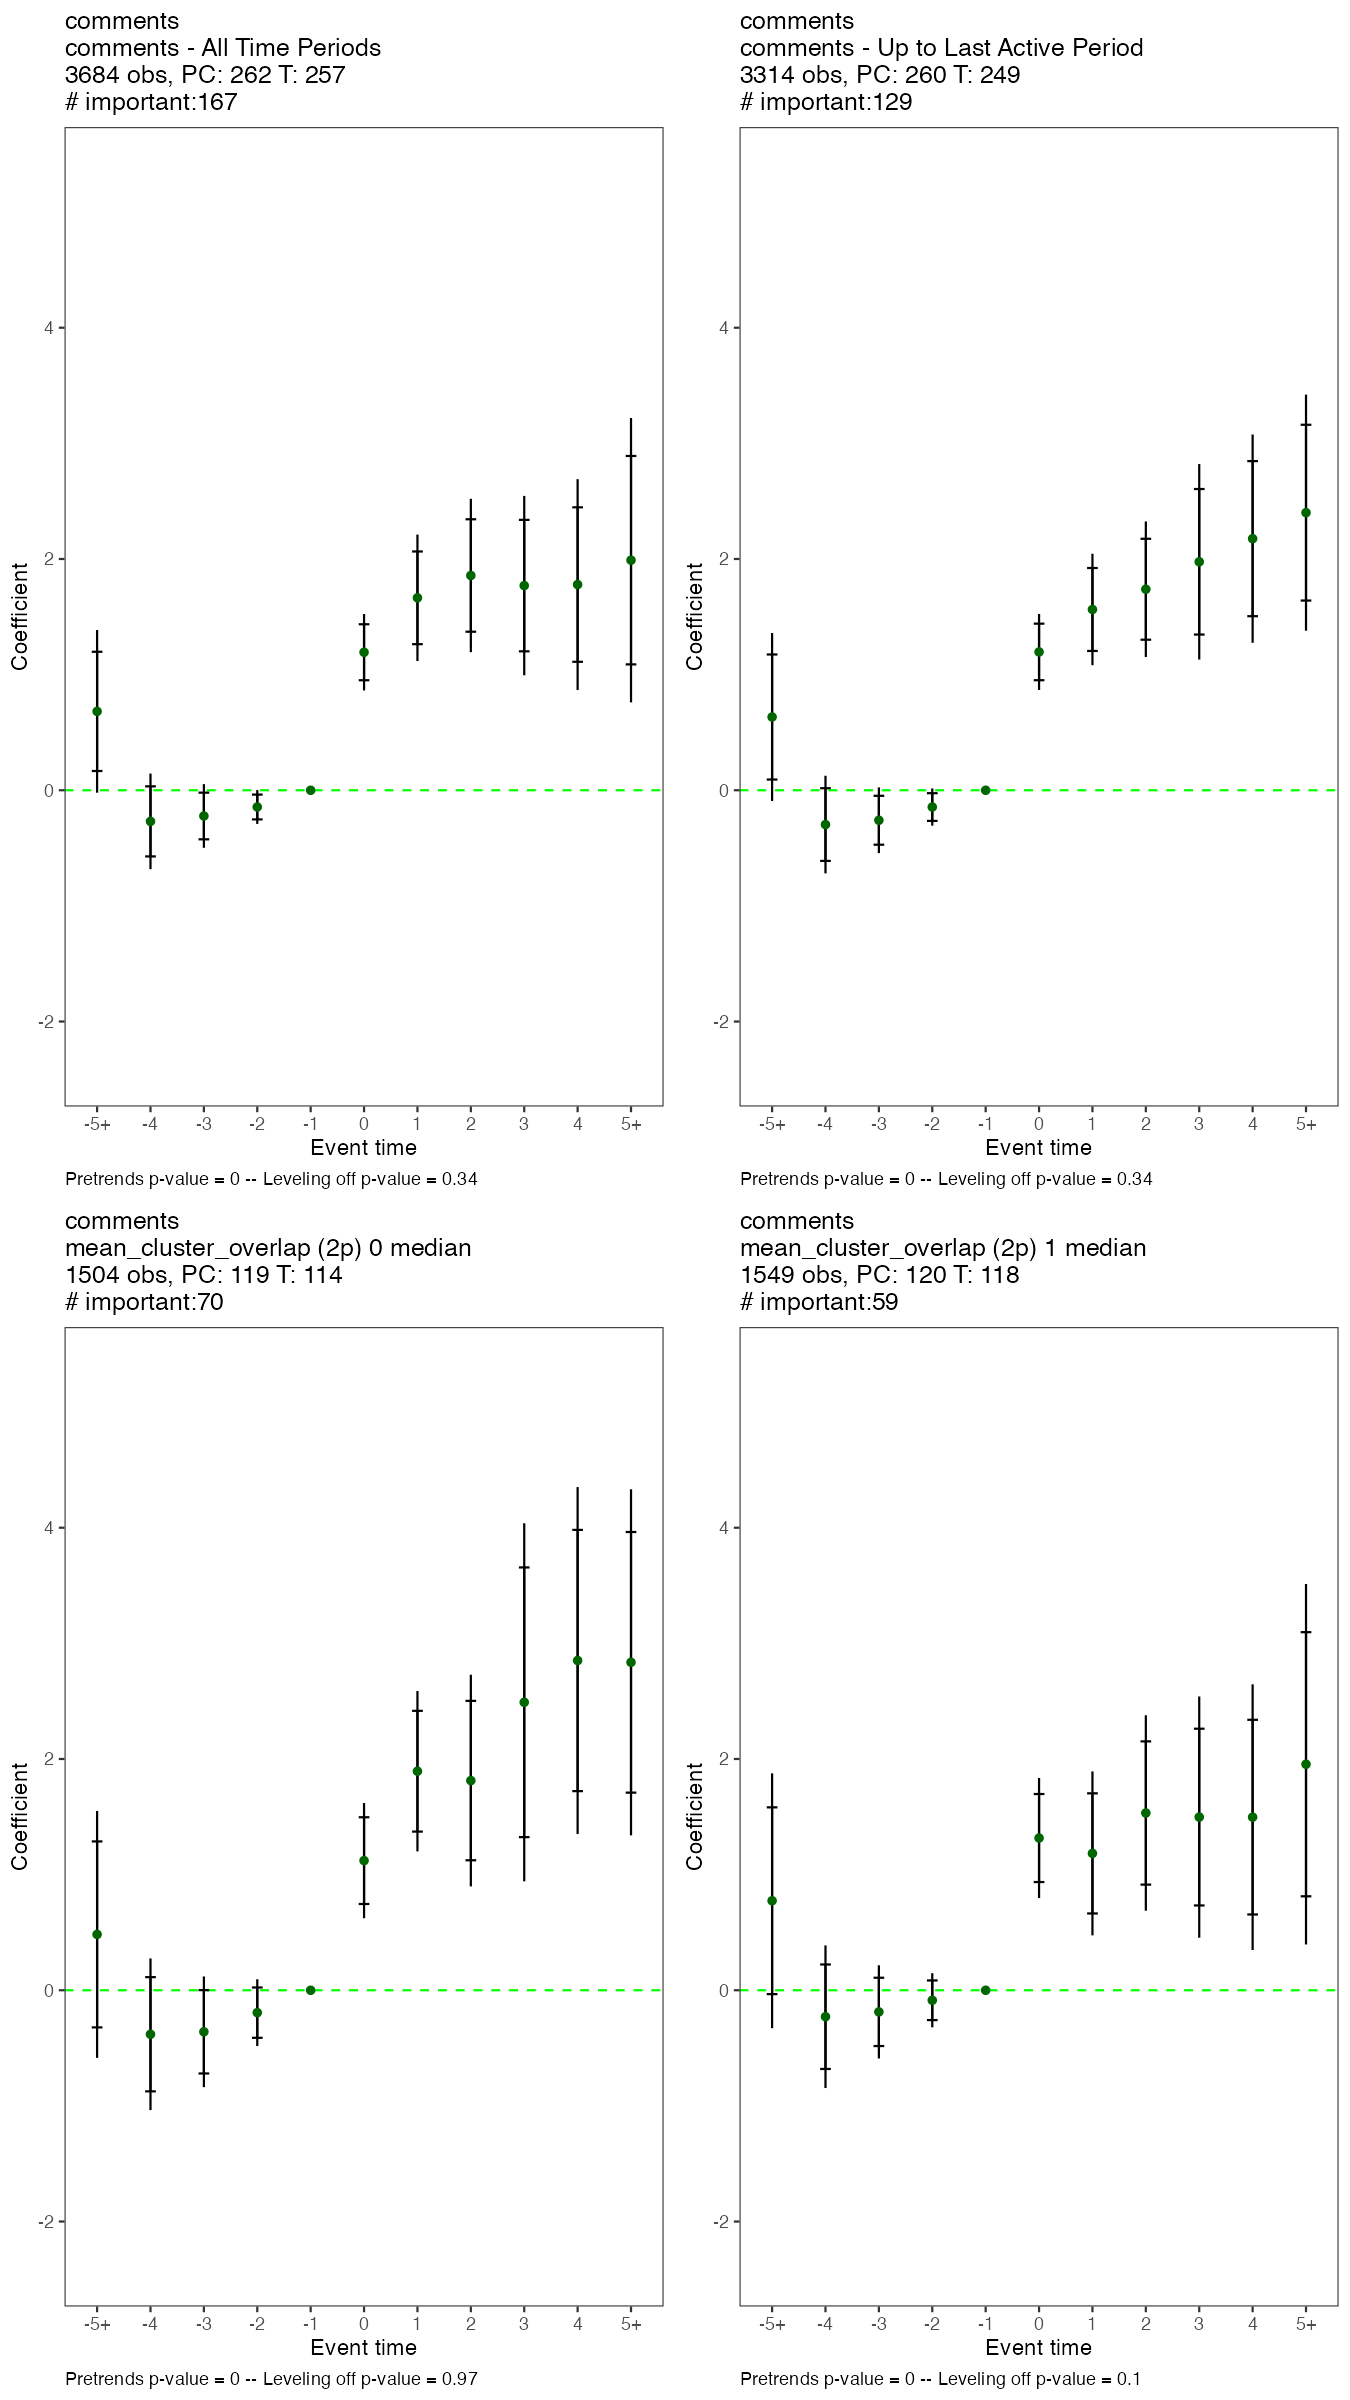 comments
comments - All Time Periods
3684 obs, PC: 262 T: 257
# important:167
4
2
0
-2
Coefficient
-5+ -4 -3 -2 -1 0 1 2 3 4 5+
Event time
Pretrends p-value = 0 -- Leveling off p-value = 0.34
comments
comments - Up to Last Active Period
3314 obs, PC: 260 T: 249
# important:129
4
2
0
-2
Coefficient
-5+ -4 -3 -2 -1 0 1 2 3 4 5+
Event time
Pretrends p-value = 0 -- Leveling off p-value = 0.34
comments
mean_cluster_overlap (2p) 0 median
1504 obs, PC: 119 T: 114
# important:70
4
2
0
-2
Coefficient
-5+ -4 -3 -2 -1 0 1 2 3 4 5+
Event time
Pretrends p-value = 0 -- Leveling off p-value = 0.97
comments
mean_cluster_overlap (2p) 1 median
1549 obs, PC: 120 T: 118
# important:59
4
2
0
-2
Coefficient
-5+ -4 -3 -2 -1 0 1 2 3 4 5+
Event time
Pretrends p-value = 0 -- Leveling off p-value = 0.1